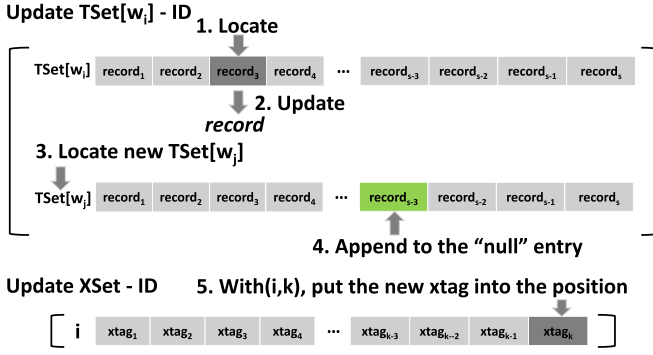 Update TSet[wi] - ID
1. Locate
TSet[wi] record1 record2 record3 record4 ... records-3 records-2 records-1 records
2. Update
record
3. Locate new TSet[wj]
TSet[wj] record1 record2 record3 record4 ... records-3 records-2 records-1 records
4. Append to the “null” entry
Update XSet - ID 5. With(i,k), put the new xtag into the position
i xtag1 xtag2 xtag3 xtag4 ... xtagk-3 xtagk--2 xtagk-1 xtagk